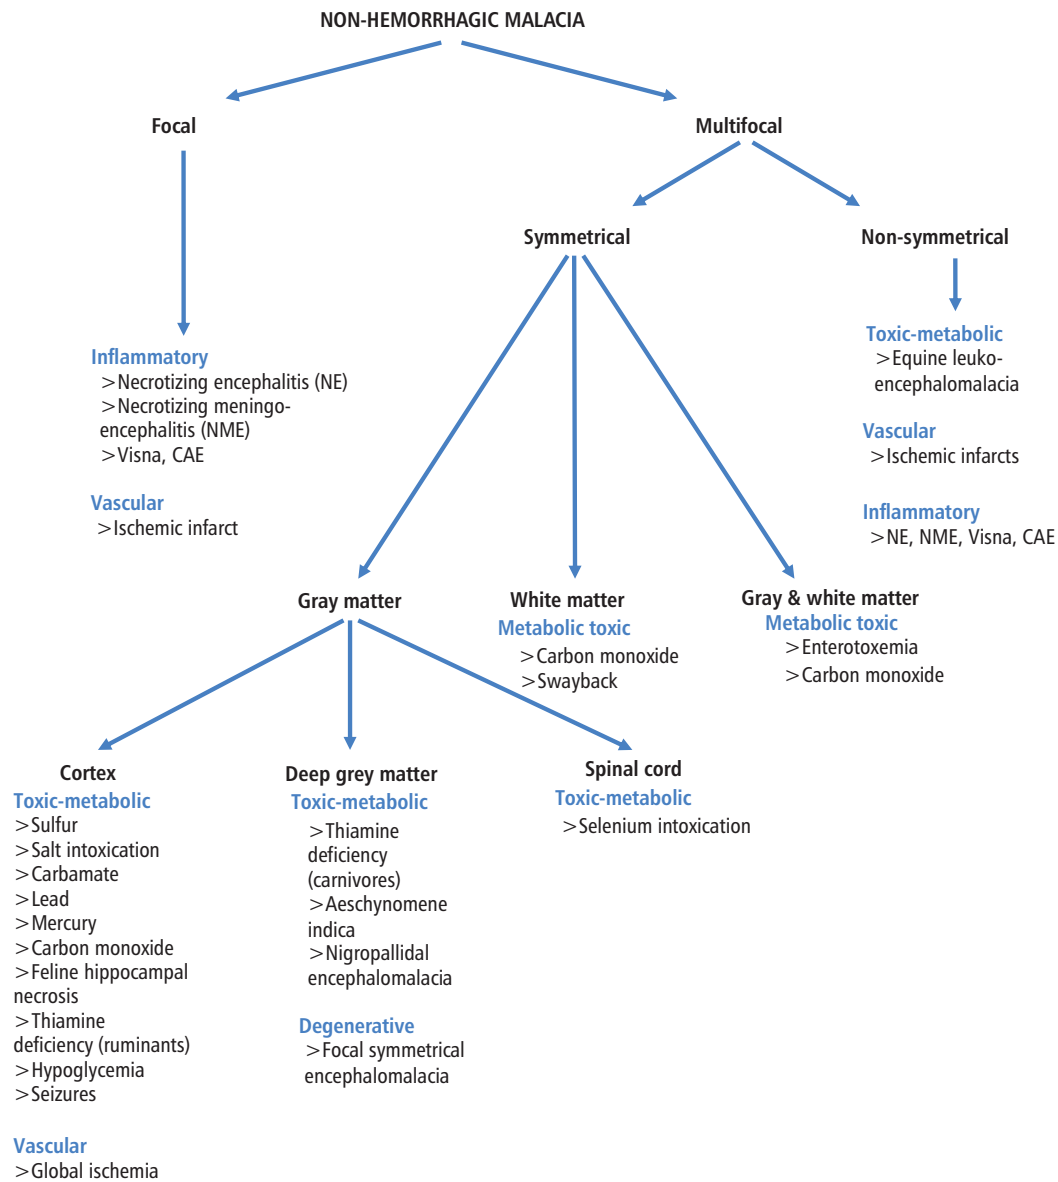 NON-HEMORRHAGIC MALACIA
Focal
Multifocal
Symmetrical
Non-symmetrical
Inflammatory
>Necrotizing encephalitis (NE)
>Necrotizing meningo-
encephalitis (NME)
>Visna, CAE
Vascular
>Ischemic infarct
Toxic-metabolic
>Equine leuko-
encephalomalacia
Vascular
>Ischemic infarcts
Inflammatory
>NE, NME, Visna, CAE
Gray matter
White matter
Metabolic toxic
>Carbon monoxide
>Swayback
Gray & white matter
Metabolic toxic
>Enterotoxemia
>Carbon monoxide
Cortex
Toxic-metabolic
>Sulfur
>Salt intoxication
>Carbamate
>Lead
>Mercury
>Carbon monoxide
>Feline hippocampal
necrosis
>Thiamine
deficiency (ruminants)
>Hypoglycemia
>Seizures
Vascular
>Global ischemia
Deep grey matter
Toxic-metabolic
>Thiamine
deficiency
(carnivores)
>Aeschynomene
indica
>Nigropallidal
encephalomalacia
Degenerative
>Focal symmetrical
encephalomalacia
Spinal cord
Toxic-metabolic
>Selenium intoxication